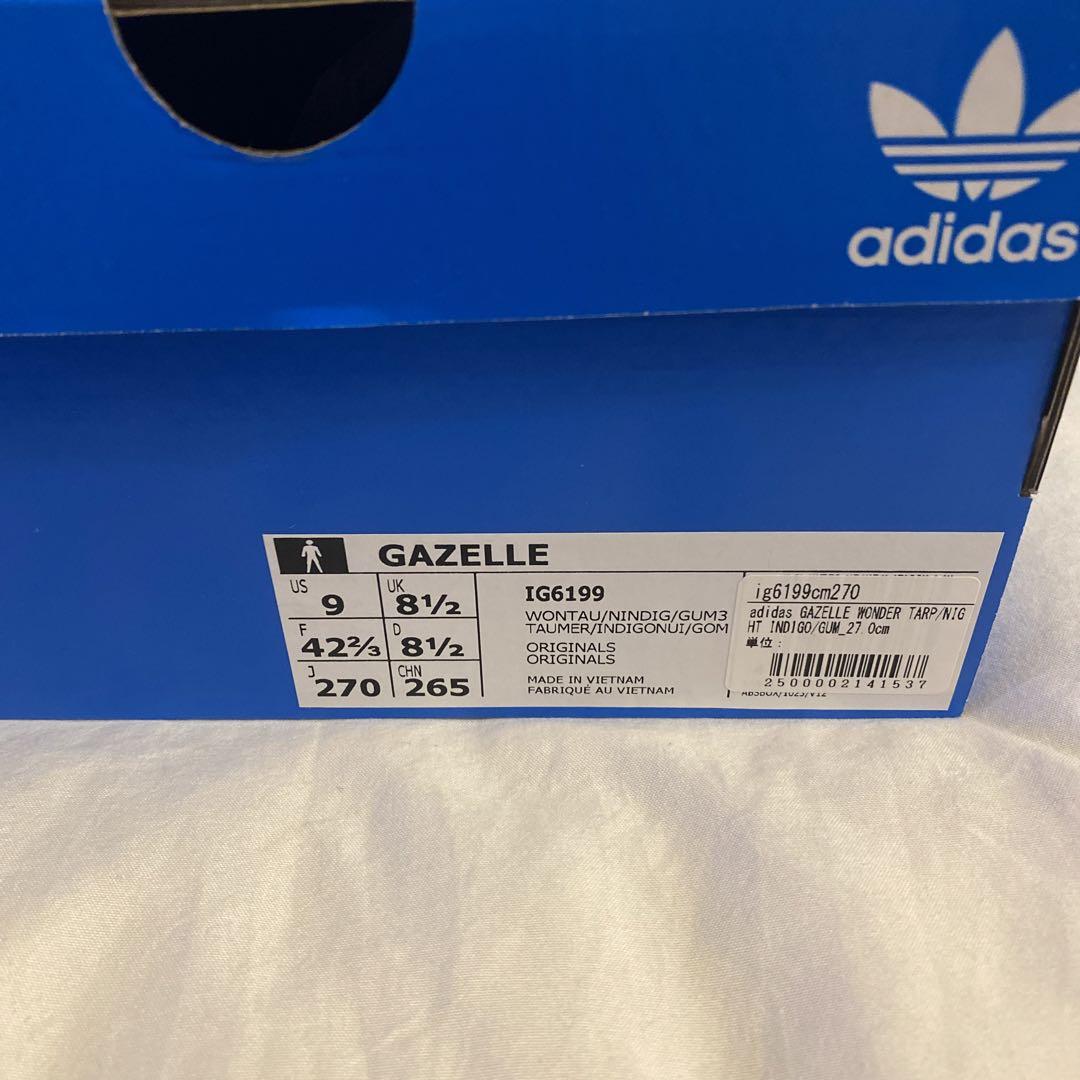 adidas
GAZELLE
US 9
UK 8½
F 42⅔
D 8½
J 270
CHN 265
IG6199
WONTAU/NINDIG/GUM3
TAUMER/INDIGONUI/GOM
ORIGINALS
ORIGINALS
MADE IN VIETNAM
FABRIQUÉ AU VIETNAM
ig6199cm270
adidas GAZELLE WONDER TARP/NIG
HT INDIGO/GUM_27.0cm
単位:
2500002141537